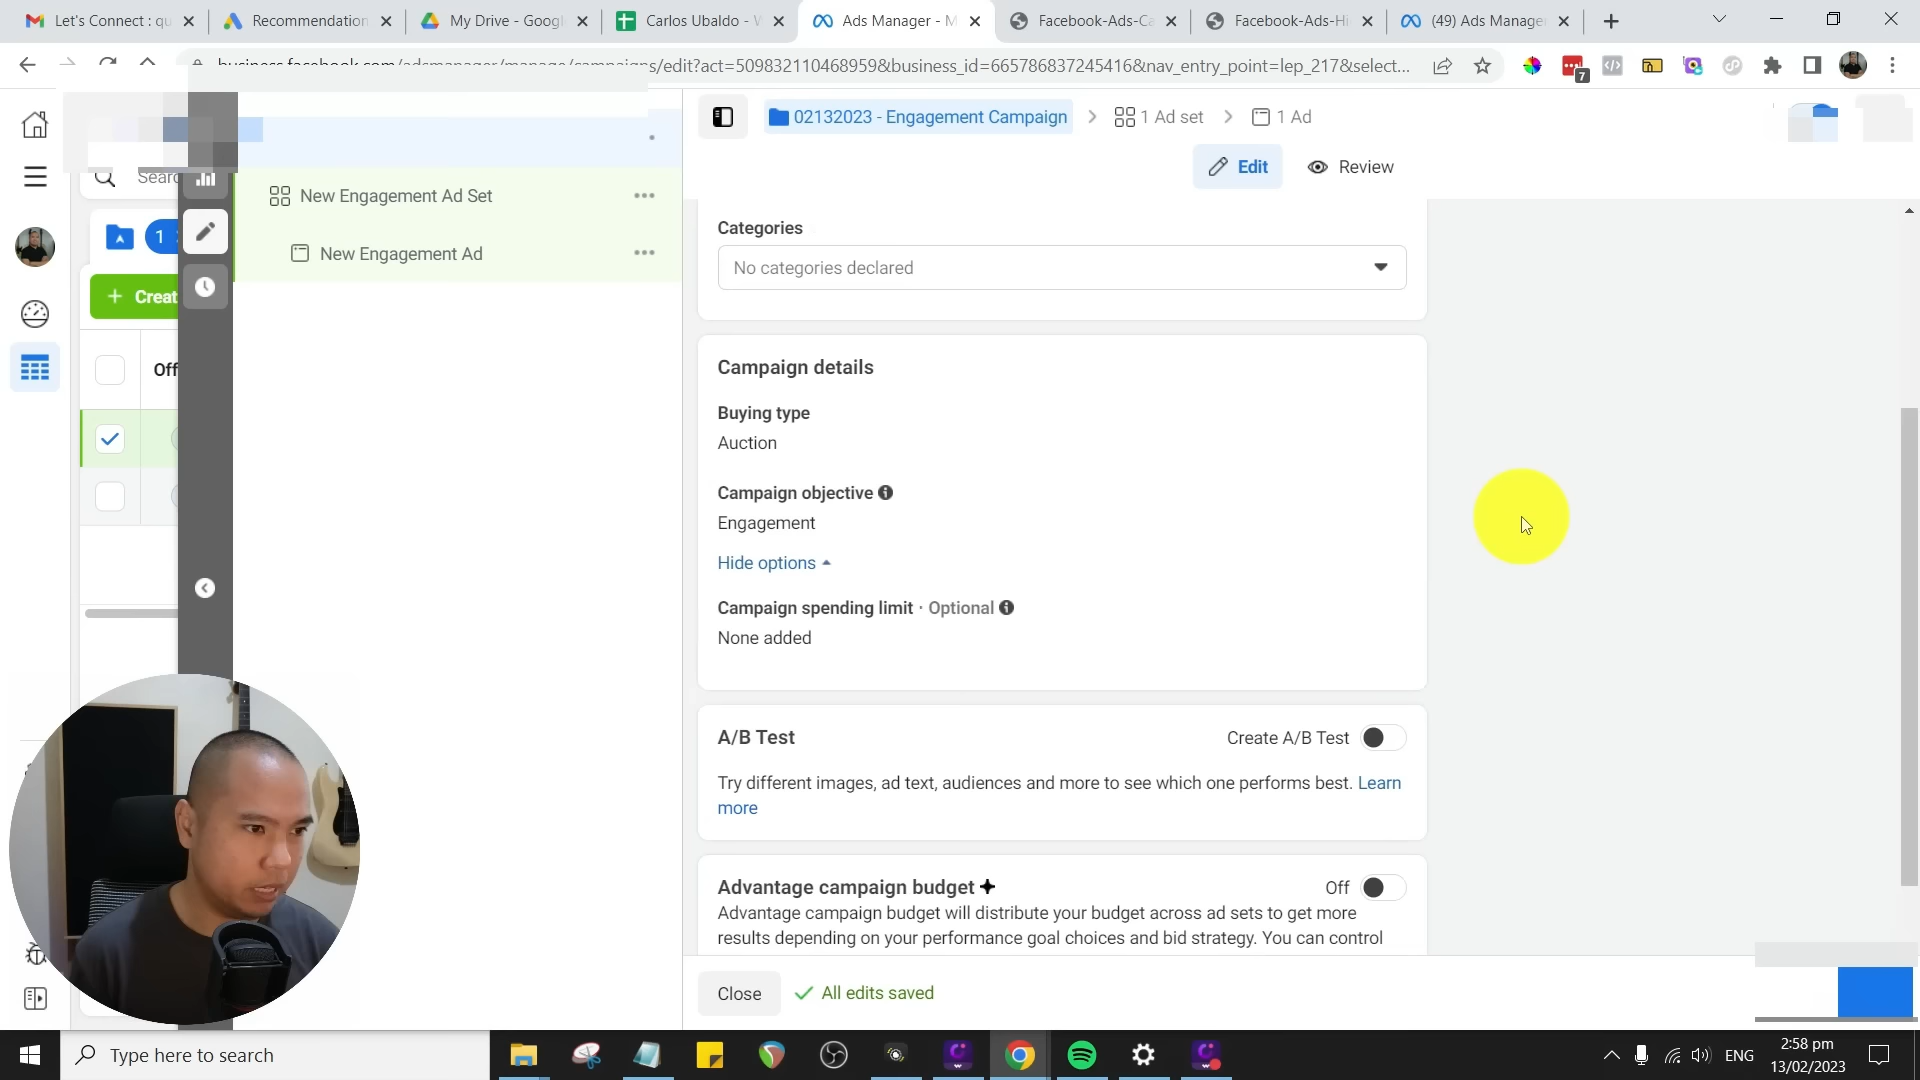 Let's Connect : qu
Recommendation
My Drive - Googl
Carlos Ubaldo - W
Ads Manager - M
Facebook-Ads-Ca
Facebook-Ads-Hi
(49) Ads Manage
business.facebook.com/adsmanager/manage/campaigns/edit?act=509832110468959&business_id=665786837245416&nav_entry_point=lep_217&select...
7
02132023 - Engagement Campaign
1 Ad set
1 Ad
Edit
Review
Searc
New Engagement Ad Set
New Engagement Ad
1
Creat
Off
Categories
No categories declared
Campaign details
Buying type
Auction
Campaign objective
Engagement
Hide options
Campaign spending limit · Optional
None added
A/B Test
Create A/B Test
Try different images, ad text, audiences and more to see which one performs best. Learn
more
Advantage campaign budget
Off
Advantage campaign budget will distribute your budget across ad sets to get more
results depending on your performance goal choices and bid strategy. You can control
Close
All edits saved
Type here to search
ENG
2:58 pm
13/02/2023